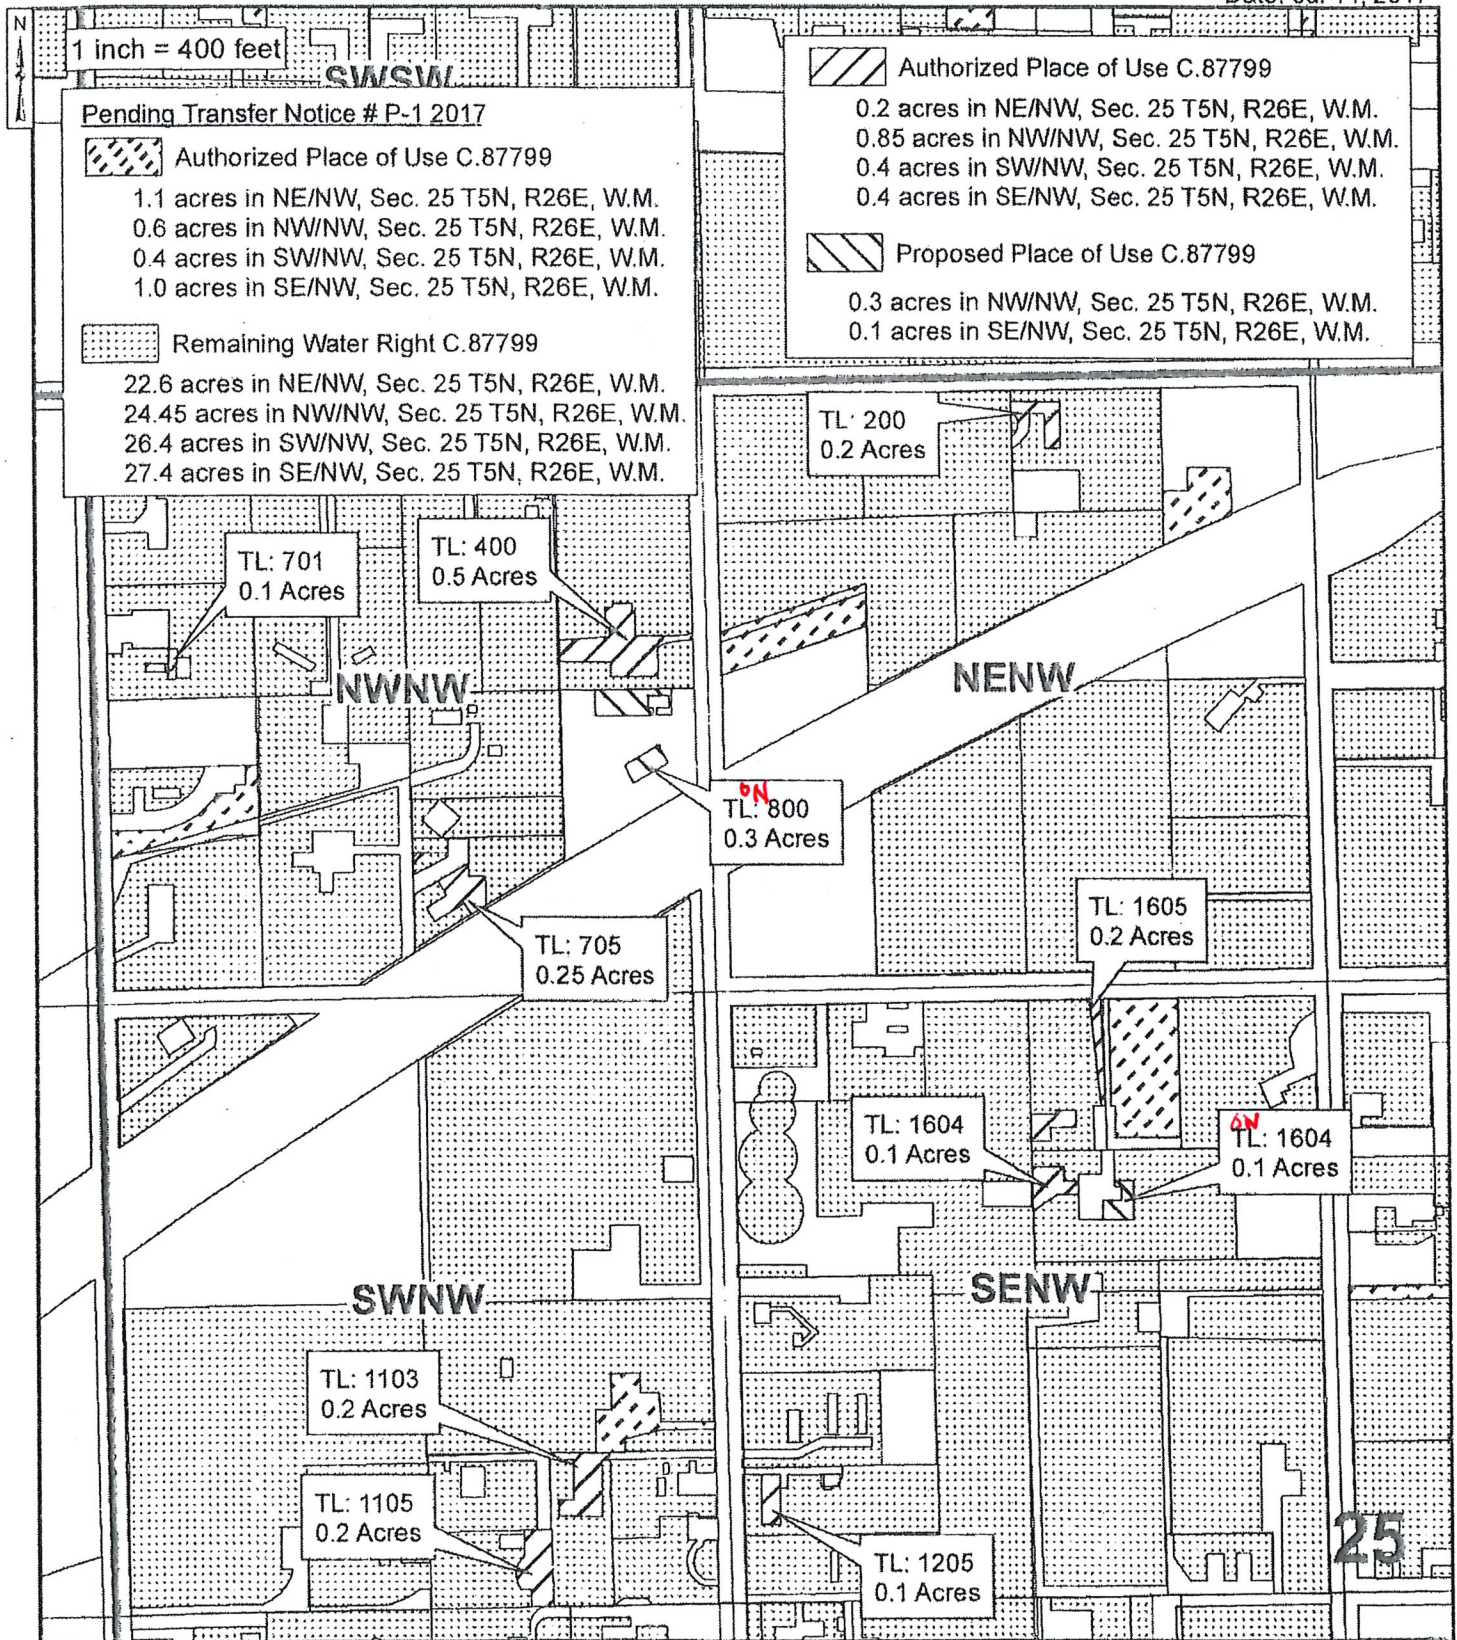 N
1 inch = 400 feet
SWSW
Pending Transfer Notice # P-1 2017
Authorized Place of Use C.87799
1.1 acres in NE/NW, Sec. 25 T5N, R26E, W.M.
0.6 acres in NW/NW, Sec. 25 T5N, R26E, W.M.
0.4 acres in SW/NW, Sec. 25 T5N, R26E, W.M.
1.0 acres in SE/NW, Sec. 25 T5N, R26E, W.M.
Remaining Water Right C.87799
22.6 acres in NE/NW, Sec. 25 T5N, R26E, W.M.
24.45 acres in NW/NW, Sec. 25 T5N, R26E, W.M.
26.4 acres in SW/NW, Sec. 25 T5N, R26E, W.M.
27.4 acres in SE/NW, Sec. 25 T5N, R26E, W.M.
Authorized Place of Use C.87799
0.2 acres in NE/NW, Sec. 25 T5N, R26E, W.M.
0.85 acres in NW/NW, Sec. 25 T5N, R26E, W.M.
0.4 acres in SW/NW, Sec. 25 T5N, R26E, W.M.
0.4 acres in SE/NW, Sec. 25 T5N, R26E, W.M.
Proposed Place of Use C.87799
0.3 acres in NW/NW, Sec. 25 T5N, R26E, W.M.
0.1 acres in SE/NW, Sec. 25 T5N, R26E, W.M.
TL: 200
0.2 Acres
TL: 701
0.1 Acres
TL: 400
0.5 Acres
NWNW
NENW
ON
TL: 800
0.3 Acres
TL: 705
0.25 Acres
TL: 1605
0.2 Acres
TL: 1604
0.1 Acres
ON
TL: 1604
0.1 Acres
SWNW
SENW
TL: 1103
0.2 Acres
TL: 1105
0.2 Acres
TL: 1205
0.1 Acres
25